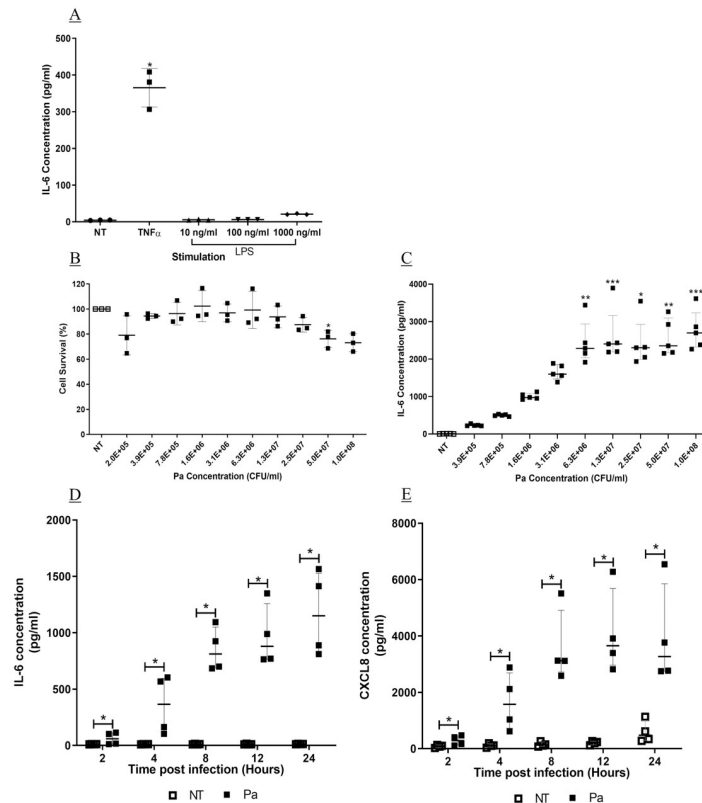 A
IL-6 Concentration (pg/ml)
500
400
300
200
100
0
*
NT
TNFα
10 ng/ml
100 ng/ml
1000 ng/ml
LPS
Stimulation
B
Cell Survival (%)
120
100
80
60
40
20
0
*
NT
2.0E+05
3.9E+05
7.8E+05
1.6E+06
3.1E+06
6.3E+06
1.3E+07
2.5E+07
5.0E+07
1.0E+08
Pa Concentration (CFU/ml)
C
IL-6 Concentration (pg/ml)
4000
3000
2000
1000
0
**
***
*
**
***
NT
3.9E+05
7.8E+05
1.6E+06
3.1E+06
6.3E+06
1.3E+07
2.5E+07
5.0E+07
1.0E+08
Pa Concentration (CFU/ml)
D
IL-6 concentration
(pg/ml)
2000
1500
1000
500
0
*
*
*
*
*
2
4
8
12
24
Time post infection (Hours)
NT
Pa
E
CXCL8 concentration
(pg/ml)
8000
6000
4000
2000
0
*
*
*
*
*
2
4
8
12
24
Time post infection (Hours)
NT
Pa